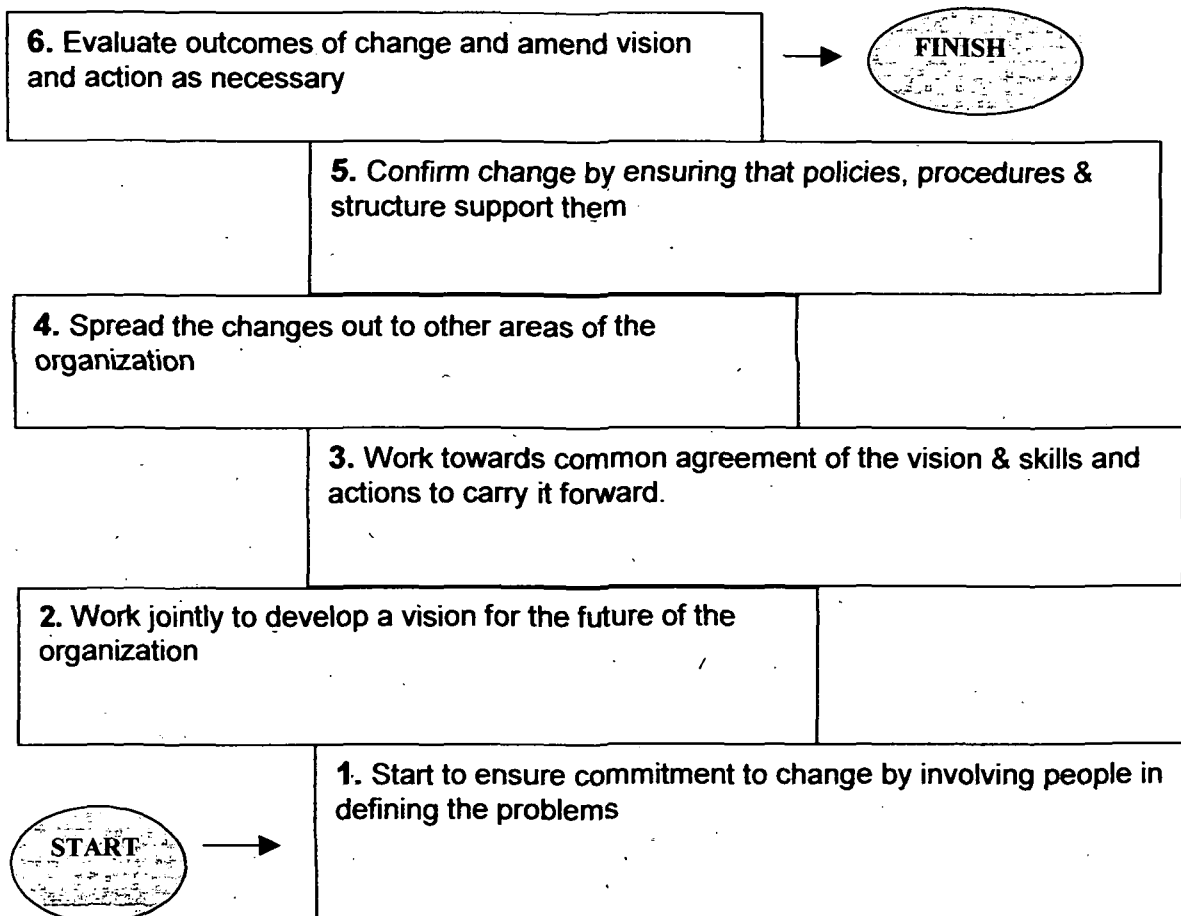 6. Evaluate outcomes of change and amend vision
and action as necessary
FINISH
5. Confirm change by ensuring that policies, procedures &
structure support them
4. Spread the changes out to other areas of the
organization
3. Work towards common agreement of the vision & skills and
actions to carry it forward.
2. Work jointly to develop a vision for the future of the
organization
1. Start to ensure commitment to change by involving people in
defining the problems
START